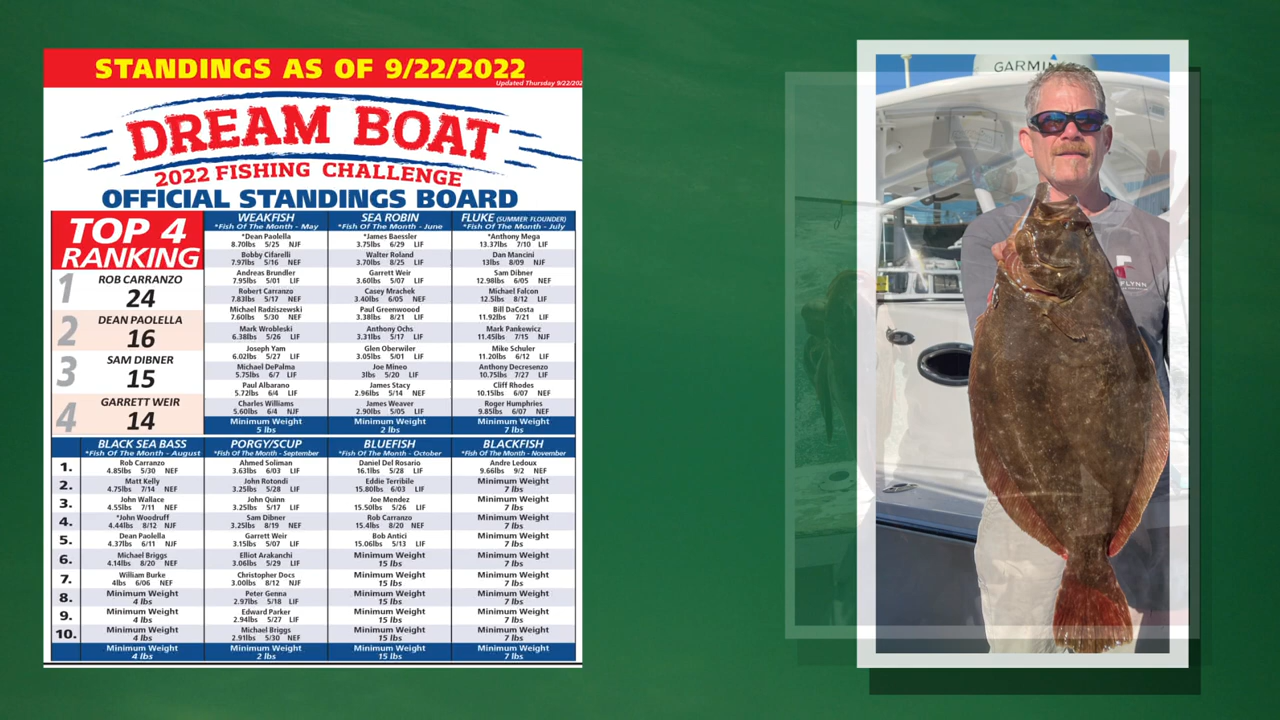 STANDINGS AS OF 9/22/2022
Updated Thursday 9/22/202
DREAM BOAT
2022 FISHING CHALLENGE
OFFICIAL STANDINGS BOARD
TOP 4
RANKING
1 ROB CARRANZO
24
2 DEAN PAOLELLA
16
3 SAM DIBNER
15
4 GARRETT WEIR
14
WEAKFISH
*Fish Of The Month - May
*Dean Paolella
8.70lbs 5/25 NJF
Bobby Cifarelli
7.97lbs 5/16 NEF
Andreas Brundler
7.95lbs 5/01 LIF
Robert Carranzo
7.83lbs 5/17 NEF
Michael Radziszewski
7.60lbs 5/30 NEF
Mark Wrobleski
6.38lbs 5/26 LIF
Joseph Yam
6.02lbs 5/27 LIF
Michael DePalma
5.75lbs 6/7 LIF
Paul Albarano
5.72lbs 6/4 LIF
Charles Williams
5.60lbs 6/4 NJF
Minimum Weight
5 lbs
SEA ROBIN
*Fish Of The Month - June
*James Baessler
3.75lbs 6/29 LIF
Walter Roland
3.70lbs 8/25 LIF
Garrett Weir
3.60lbs 5/07 LIF
Casey Mrachek
3.40lbs 6/05 NEF
Paul Greenwoood
3.38lbs 8/21 LIF
Anthony Ochs
3.31lbs 5/17 LIF
Glen Oberwiler
3.05lbs 5/01 LIF
Joe Mineo
3lbs 5/20 LIF
James Stacy
2.96lbs 5/14 NEF
James Weaver
2.90lbs 5/05 LIF
Minimum Weight
2 lbs
FLUKE (SUMMER FLOUNDER)
*Fish Of The Month - July
*Anthony Mega
13.37lbs 7/10 LIF
Dan Mancini
13lbs 8/09 NJF
Sam Dibner
12.98lbs 6/05 NEF
Michael Falcon
12.5lbs 8/12 LIF
Bill DaCosta
11.92lbs 7/21 LIF
Mark Pankewicz
11.45lbs 7/15 NJF
Mike Schuler
11.20lbs 6/12 LIF
Anthony Decresenzo
10.75lbs 7/27 LIF
Cliff Rhodes
10.15lbs 6/07 NEF
Roger Humphries
9.85lbs 6/07 NEF
Minimum Weight
7 lbs
1.
2.
3.
4.
5.
6.
7.
8.
9.
10.
BLACK SEA BASS
*Fish Of The Month - August
Rob Carranzo
4.85lbs 5/30 NEF
Matt Kelly
4.75lbs 7/14 NEF
John Wallace
4.55lbs 7/11 NEF
*John Woodruff
4.44lbs 8/12 NJF
Dean Paolella
4.37lbs 6/11 NJF
Michael Briggs
4.14lbs 8/20 NEF
William Burke
4lbs 6/06 NEF
Minimum Weight
4 lbs
Minimum Weight
4 lbs
Minimum Weight
4 lbs
Minimum Weight
4 lbs
PORGY/SCUP
*Fish Of The Month - September
Ahmed Soliman
3.63lbs 6/03 LIF
John Rotondi
3.25lbs 5/28 LIF
John Quinn
3.25lbs 5/17 LIF
Sam Dibner
3.25lbs 8/19 NEF
Garrett Weir
3.15lbs 5/07 LIF
Elliot Arakanchi
3.06lbs 5/29 LIF
Christopher Docs
3.00lbs 8/12 NJF
Peter Genna
2.97lbs 5/18 LIF
Edward Parker
2.94lbs 5/27 LIF
Michael Briggs
2.91lbs 5/30 NEF
Minimum Weight
2 lbs
BLUEFISH
*Fish Of The Month - October
Daniel Del Rosario
16.1lbs 5/28 LIF
Eddie Terribile
15.80lbs 6/03 LIF
Joe Mendez
15.50lbs 5/26 LIF
Rob Carranzo
15.4lbs 8/20 NEF
Bob Antici
15.06lbs 5/13 LIF
Minimum Weight
15 lbs
Minimum Weight
15 lbs
Minimum Weight
15 lbs
Minimum Weight
15 lbs
Minimum Weight
15 lbs
Minimum Weight
15 lbs
BLACKFISH
*Fish Of The Month - November
Andre Ledoux
9.66lbs 9/2 NEF
Minimum Weight
7 lbs
Minimum Weight
7 lbs
Minimum Weight
7 lbs
Minimum Weight
7 lbs
Minimum Weight
7 lbs
Minimum Weight
7 lbs
Minimum Weight
7 lbs
Minimum Weight
7 lbs
Minimum Weight
7 lbs
Minimum Weight
7 lbs
GARMIN
FLYNN